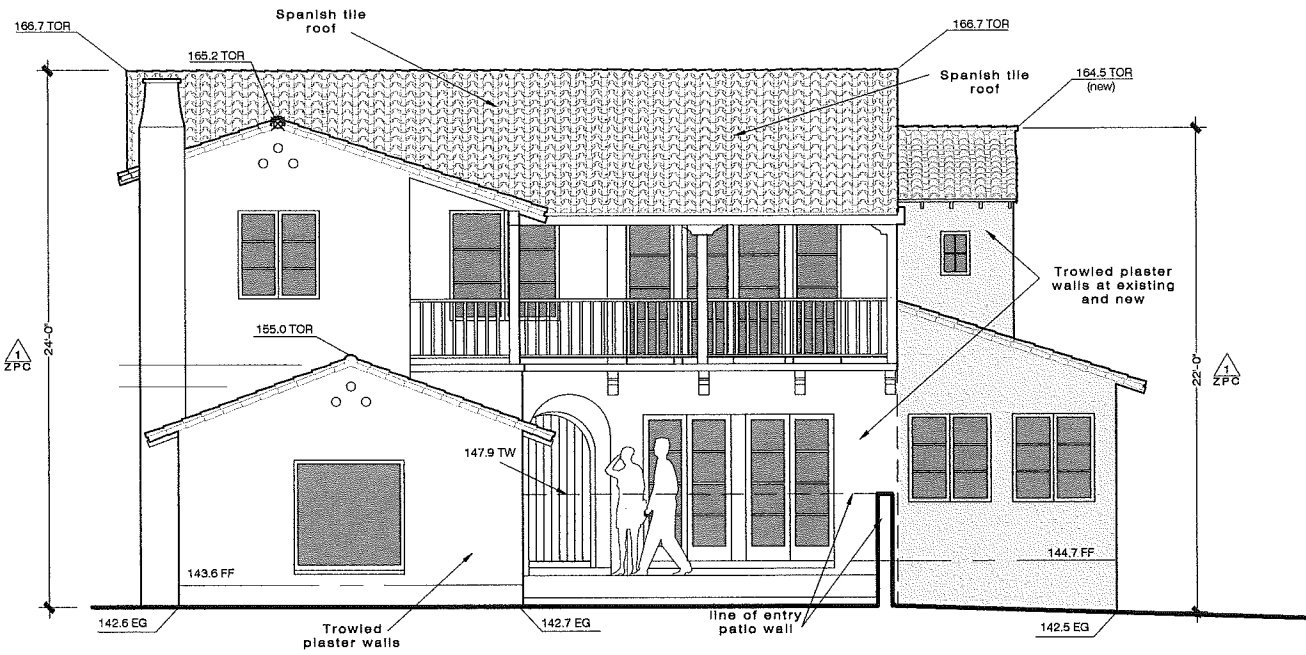 Spanish tile
roof
166.7 TOR
166.7 TOR
165.2 TOR
Spanish tile
roof
164.5 TOR
(new)
Trowled plaster
walls at existing
and new
1
ZPC
24'-0"
155.0 TOR
22'-0"
1
ZPC
147.9 TW
143.6 FF
144.7 FF
142.6 EG
Trowled
plaster walls
142.7 EG
line of entry
patio wall
142.5 EG